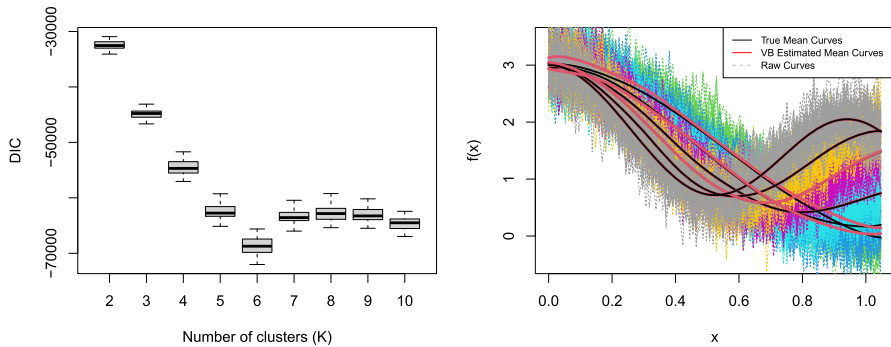 -30000
-50000
-70000
DIC
2 3 4 5 6 7 8 9 10
Number of clusters (K)
True Mean Curves
VB Estimated Mean Curves
Raw Curves
3
2
1
0
f(x)
0.0 0.2 0.4 0.6 0.8 1.0
x